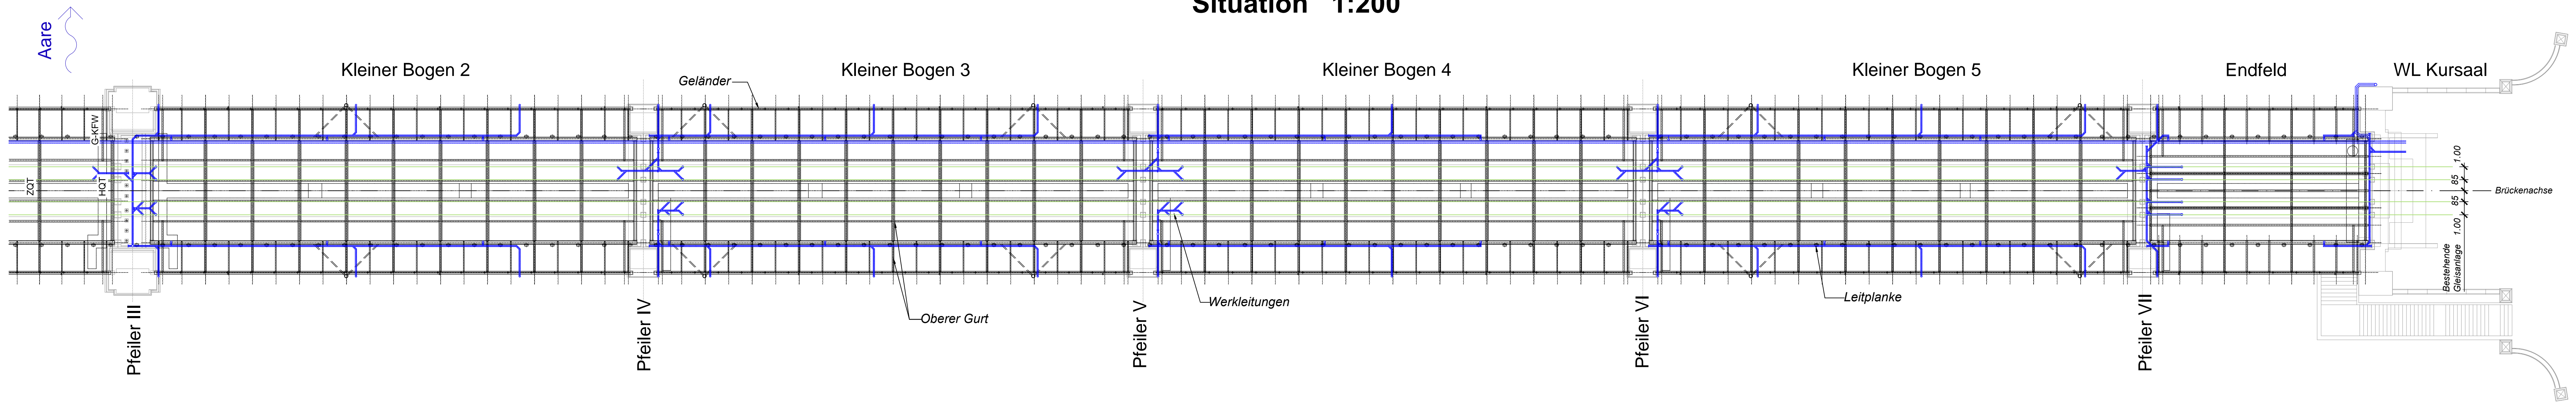 Situation 1:200
Aare
Kleiner Bogen 2
Kleiner Bogen 3
Kleiner Bogen 4
Kleiner Bogen 5
Endfeld
WL Kursaal
Geländer
G-KFW
ZQT
HQT
1.00
85
85
1.00
Brückenachse
Bestehende
Gleisanlage
Werkleitungen
Leitplanke
Oberer Gurt
Pfeiler III
Pfeiler IV
Pfeiler V
Pfeiler VI
Pfeiler VII